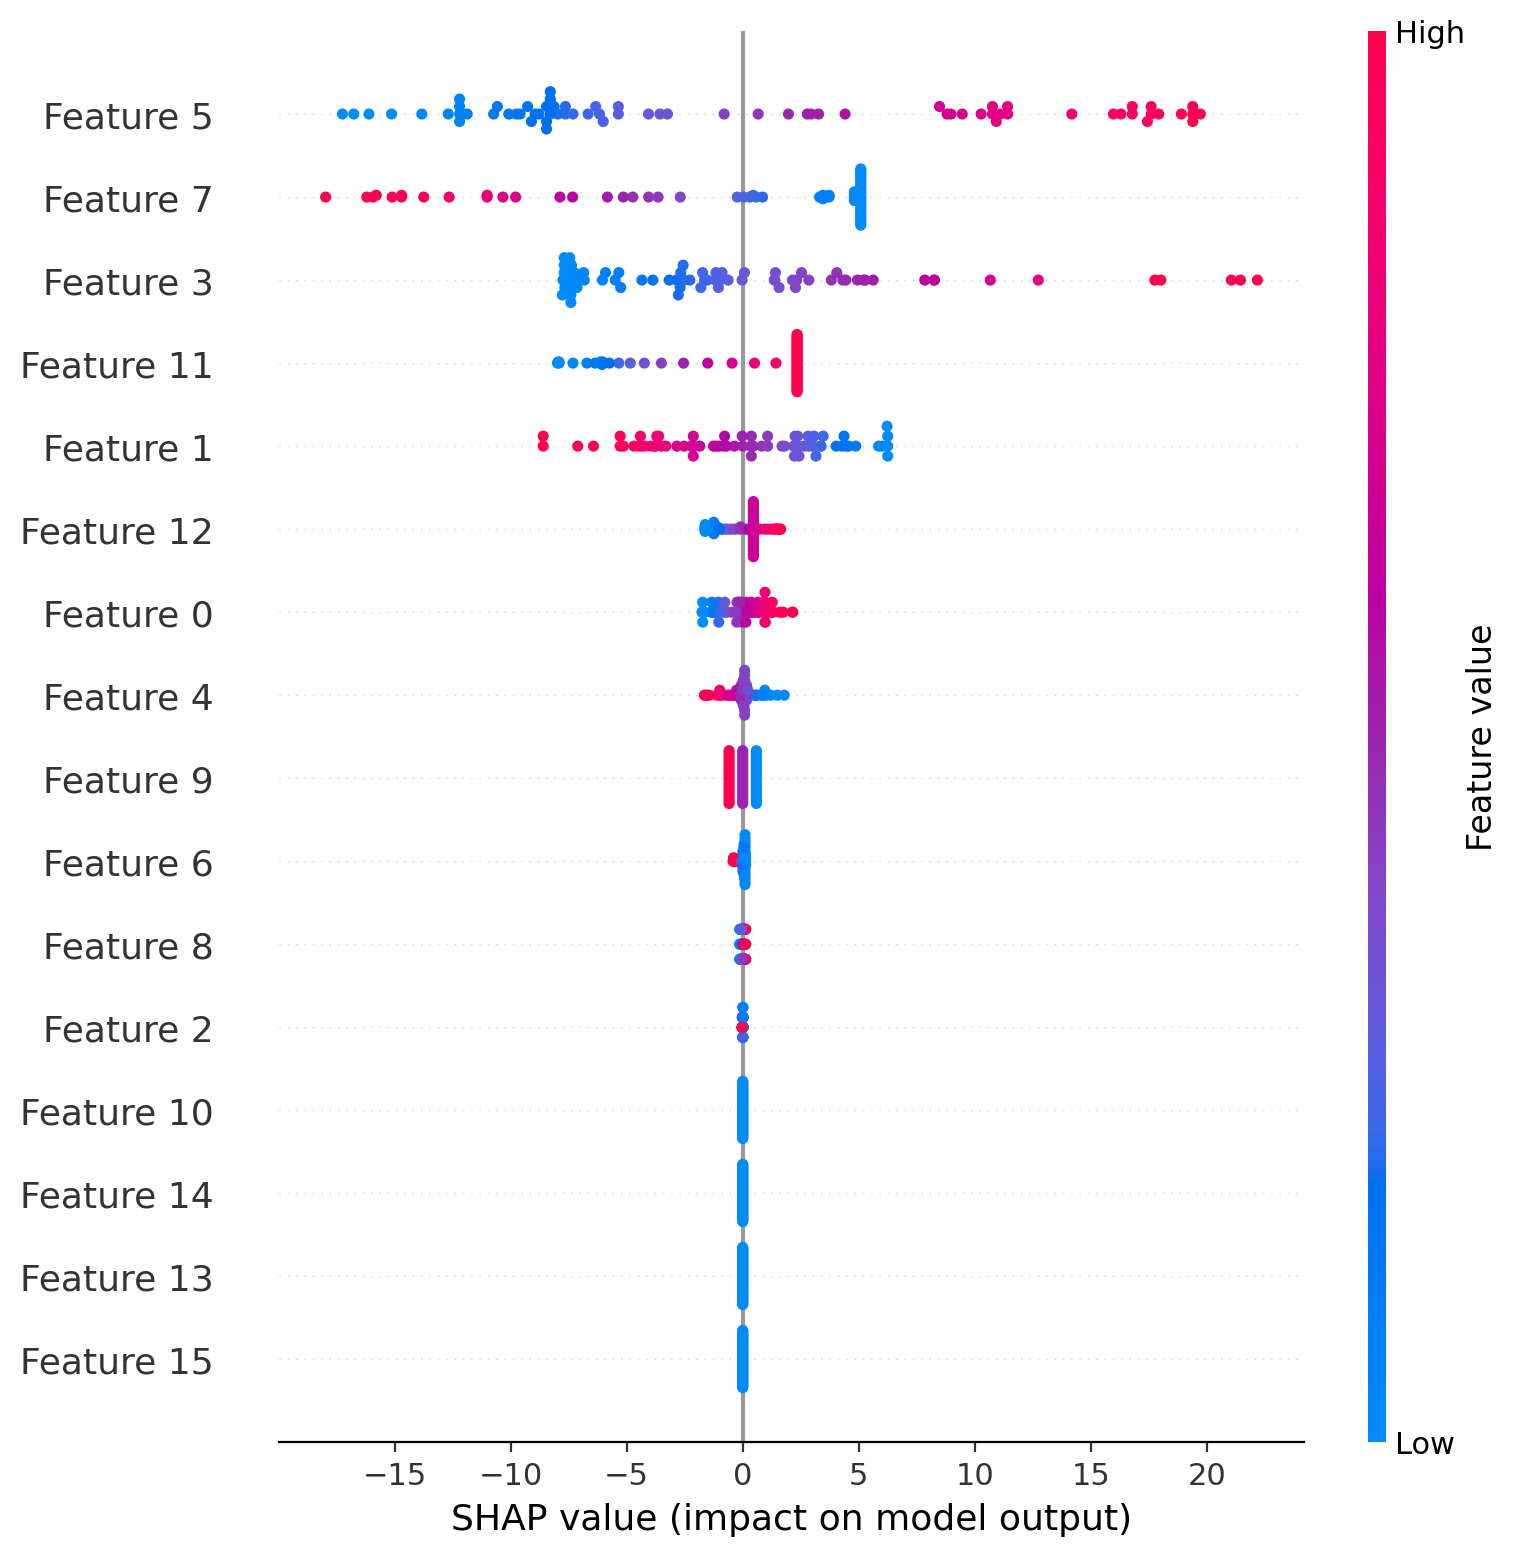 High
Feature 5
Feature 7
Feature 3
Feature 11
Feature 1
Feature 12
Feature 0
Feature 4
Feature 9
Feature 6
Feature 8
Feature 2
Feature 10
Feature 14
Feature 13
Feature 15
Feature value
Low
−15 −10 −5 0 5 10 15 20
SHAP value (impact on model output)